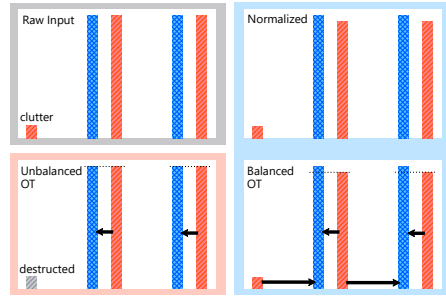 Raw Input
clutter
Normalized
Unbalanced
OT
destructed
Balanced
OT